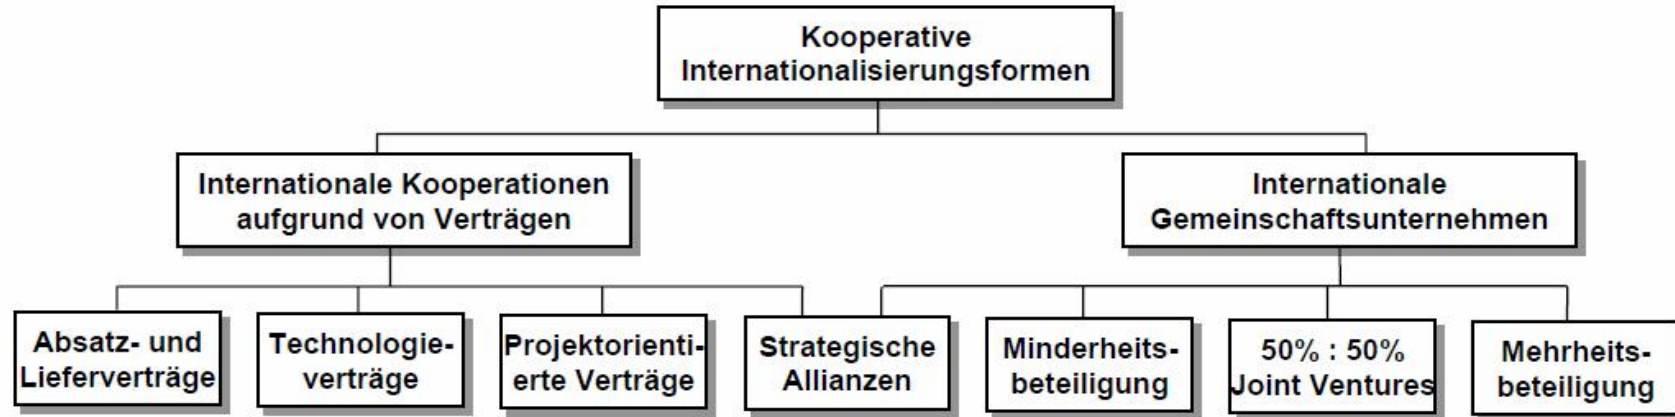 Kooperative
Internationalisierungsformen
Internationale Kooperationen
aufgrund von Verträgen
Internationale
Gemeinschaftsunternehmen
Absatz- und
Lieferverträge
Technologie-
verträge
Projektorienti-
erte Verträge
Strategische
Allianzen
Minderheits-
beteiligung
50% : 50%
Joint Ventures
Mehrheits-
beteiligung